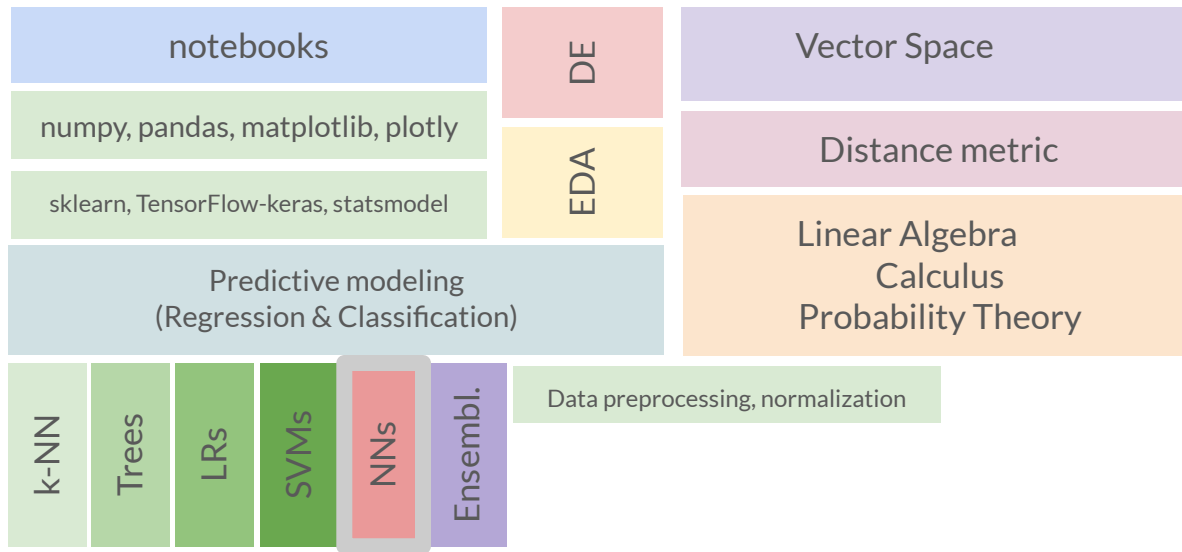 notebooks
DE
Vector Space
numpy, pandas, matplotlib, plotly
EDA
Distance metric
sklearn, TensorFlow-keras, statsmodel
Linear Algebra
Calculus
Probability Theory
Predictive modeling
(Regression & Classification)
k-NN
Trees
LRs
SVMs
NNs
Ensembl.
Data preprocessing, normalization